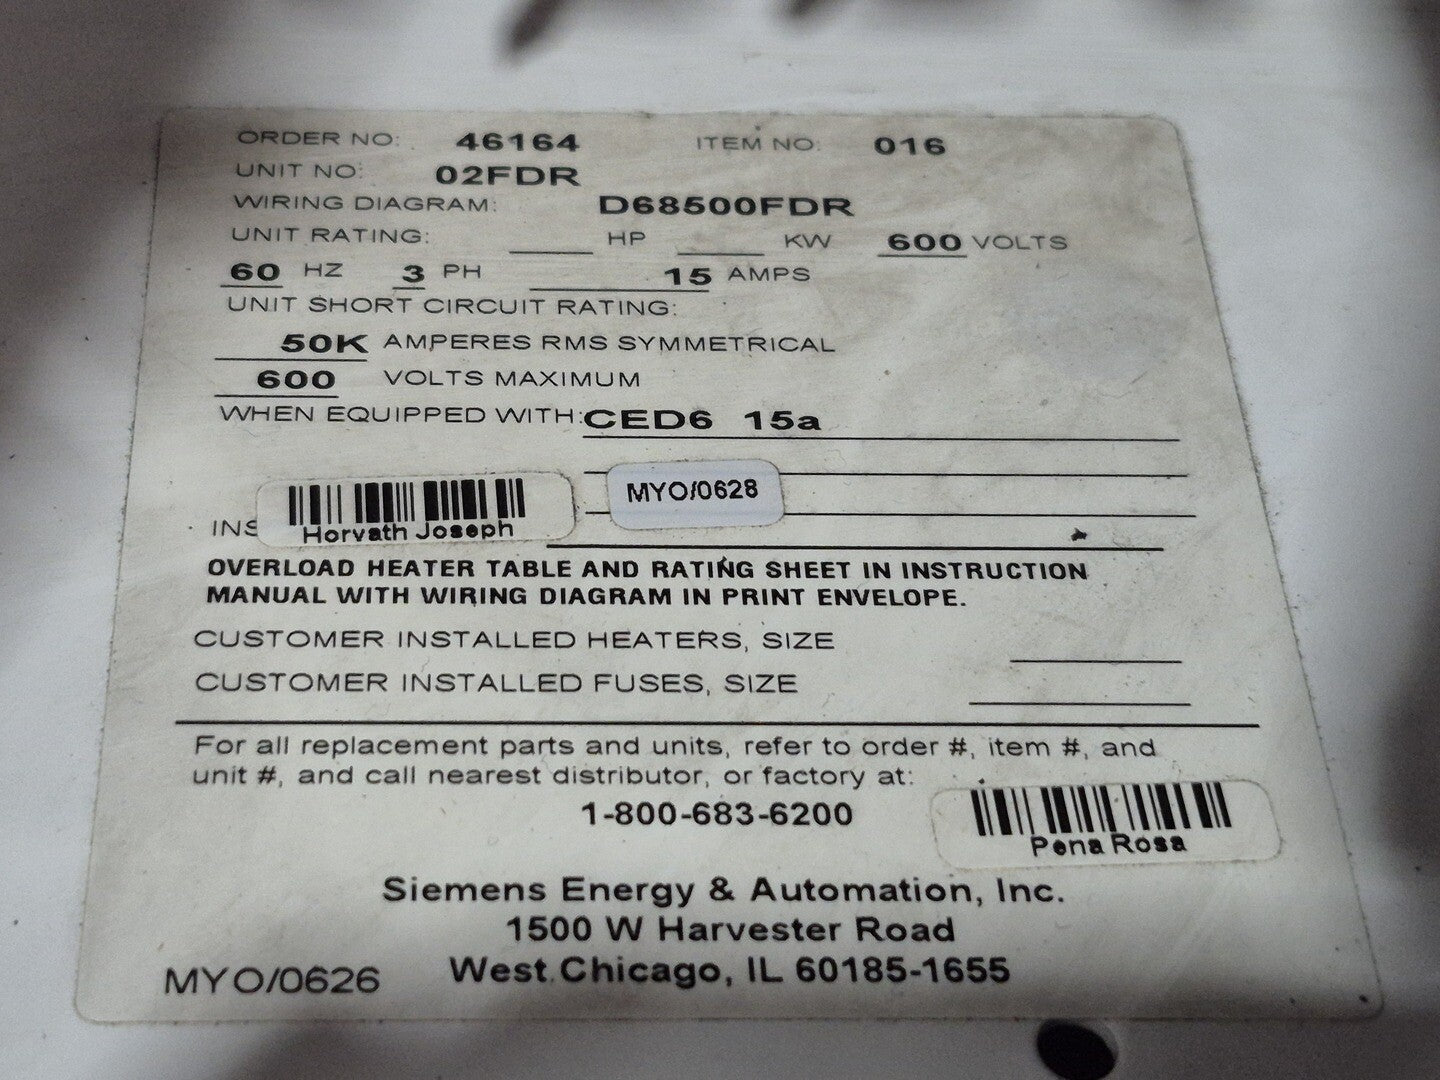 ORDER NO: 46164 ITEM NO: 016
UNIT NO: 02FDR
WIRING DIAGRAM: D68500FDR
UNIT RATING: HP KW 600 VOLTS
60 HZ 3 PH 15 AMPS
UNIT SHORT CIRCUIT RATING:
50K AMPERES RMS SYMMETRICAL
600 VOLTS MAXIMUM
WHEN EQUIPPED WITH: CED6 15a
MYO/0628
INS
Horvath Joseph
OVERLOAD HEATER TABLE AND RATING SHEET IN INSTRUCTION
MANUAL WITH WIRING DIAGRAM IN PRINT ENVELOPE.
CUSTOMER INSTALLED HEATERS, SIZE
CUSTOMER INSTALLED FUSES, SIZE
For all replacement parts and units, refer to order #, item #, and
unit #, and call nearest distributor, or factory at:
1-800-683-6200
Pena Rosa
Siemens Energy & Automation, Inc.
1500 W Harvester Road
West Chicago, IL 60185-1655
MYO/0626